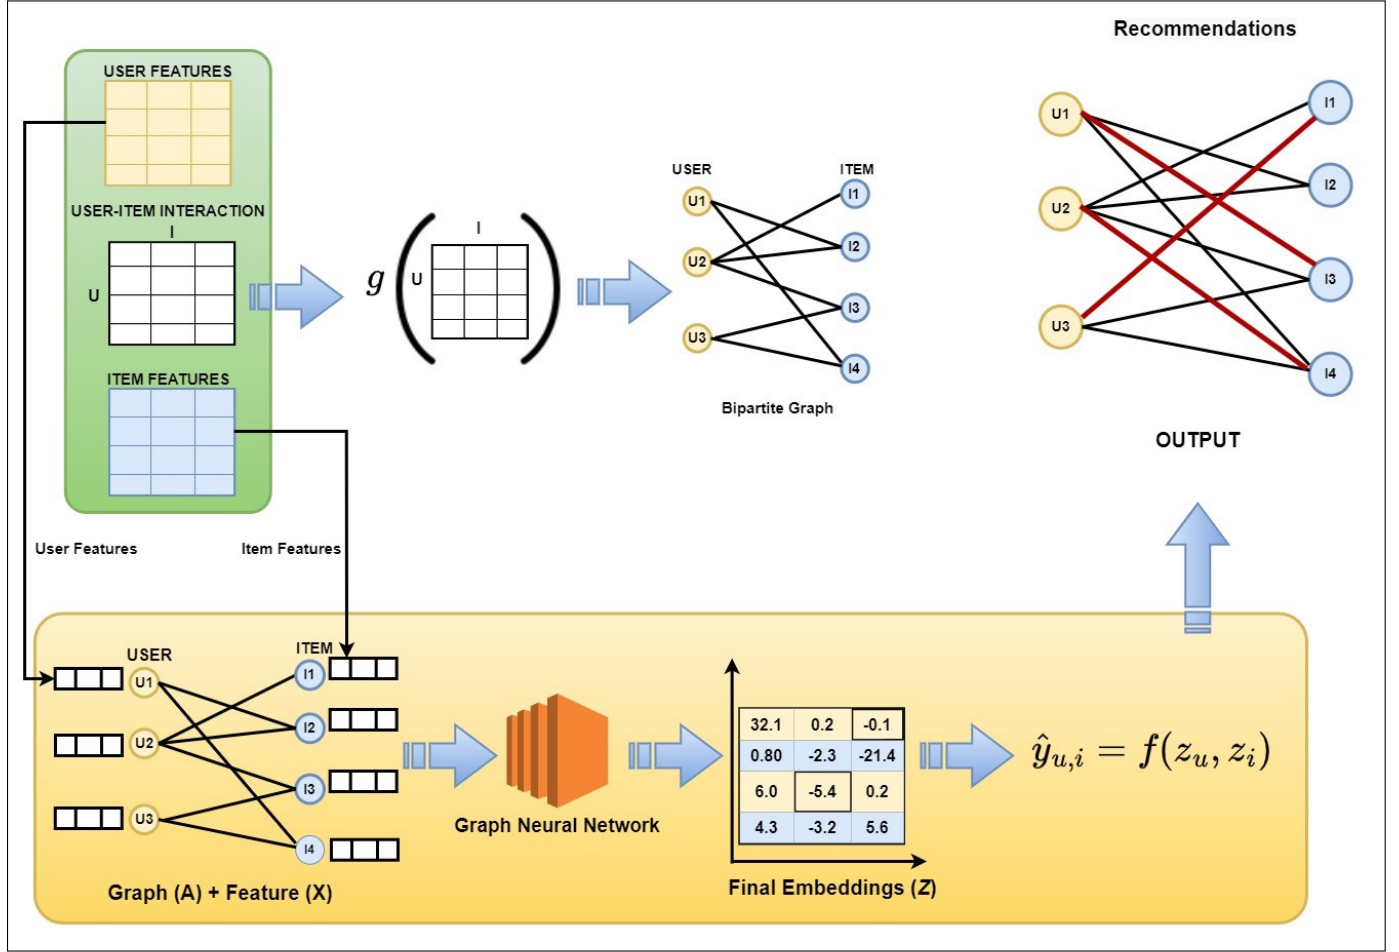 Recommendations
USER FEATURES
USER-ITEM INTERACTION
I
U
ITEM FEATURES
g
I
U
USER ITEM
U1 I1
U2 I2
U3 I3
I4
Bipartite Graph
U1 I1
U2 I2
U3 I3
I4
OUTPUT
User Features
Item Features
USER ITEM
U1 I1
U2 I2
U3 I3
I4
Graph (A) + Feature (X)
Graph Neural Network
32.1 0.2 -0.1
0.80 -2.3 -21.4
6.0 -5.4 0.2
4.3 -3.2 5.6
Final Embeddings (Z)
ŷu,i = f(zu, zi)